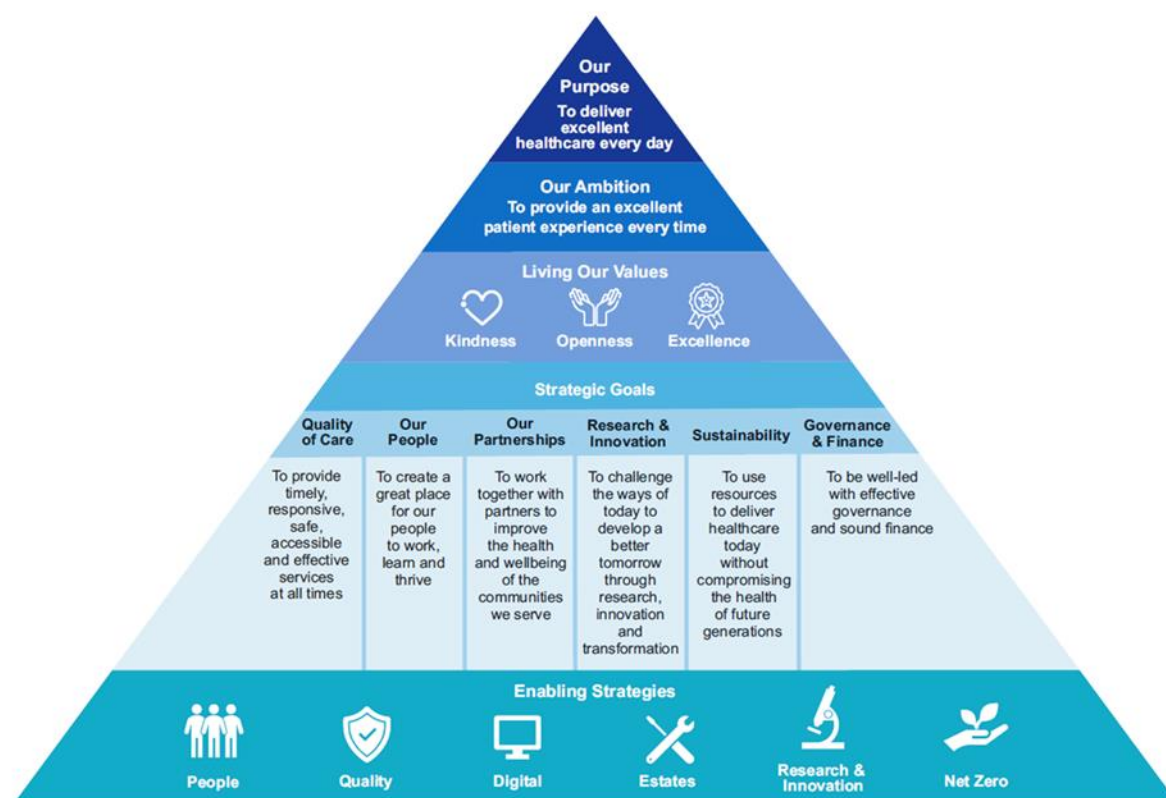 Our
Purpose
To deliver
excellent
healthcare every day
Our Ambition
To provide an excellent
patient experience every time
Living Our Values
Kindness
Openness
Excellence
Strategic Goals
Quality
of Care
Our
People
Our
Partnerships
Research &
Innovation
Sustainability
Governance
& Finance
To provide
timely,
responsive,
safe,
accessible
and effective
services
at all times
To create a
great place
for our
people
to work,
learn and
thrive
To work
together with
partners to
improve
the health
and wellbeing
of the
communities
we serve
To challenge
the ways of
today to
develop a
better
tomorrow
through
research,
innovation
and
transformation
To use
resources
to deliver
healthcare
today
without
compromising
the health
of future
generations
To be well-led
with effective
governance
and sound finance
Enabling Strategies
People
Quality
Digital
Estates
Research &
Innovation
Net Zero